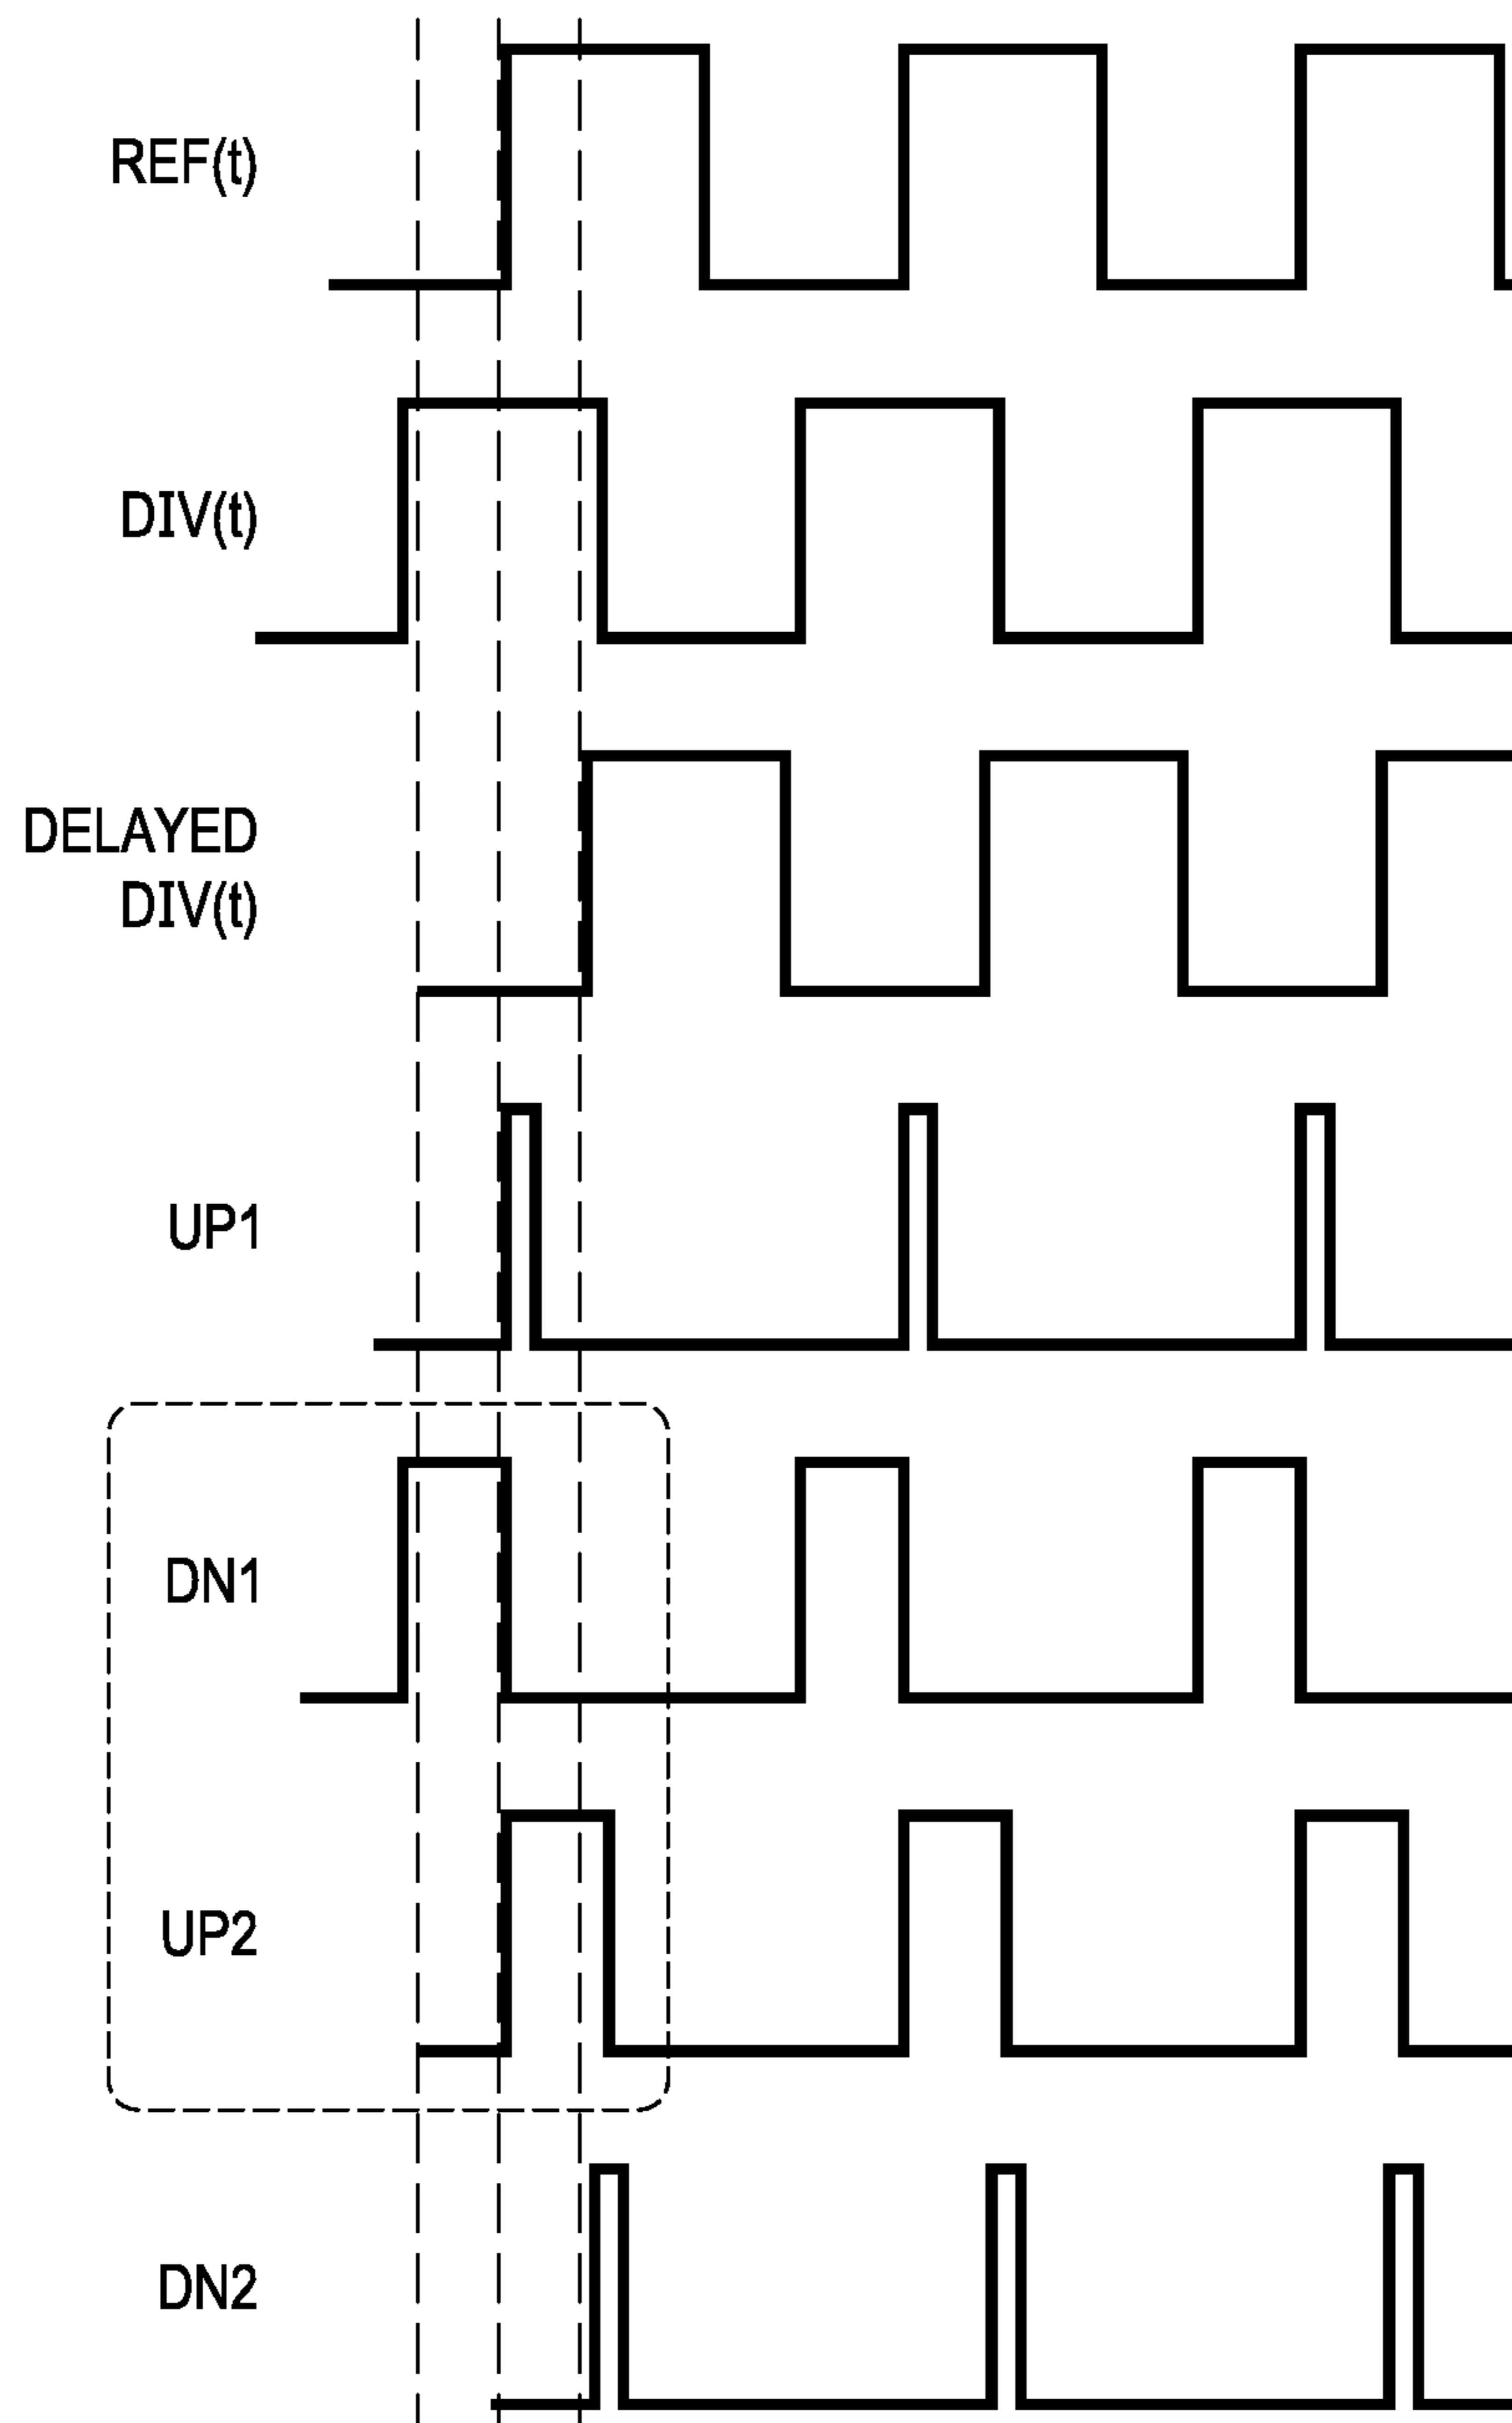 REF(t)
DIV(t)
DELAYED
DIV(t)
UP1
DN1
UP2
DN2